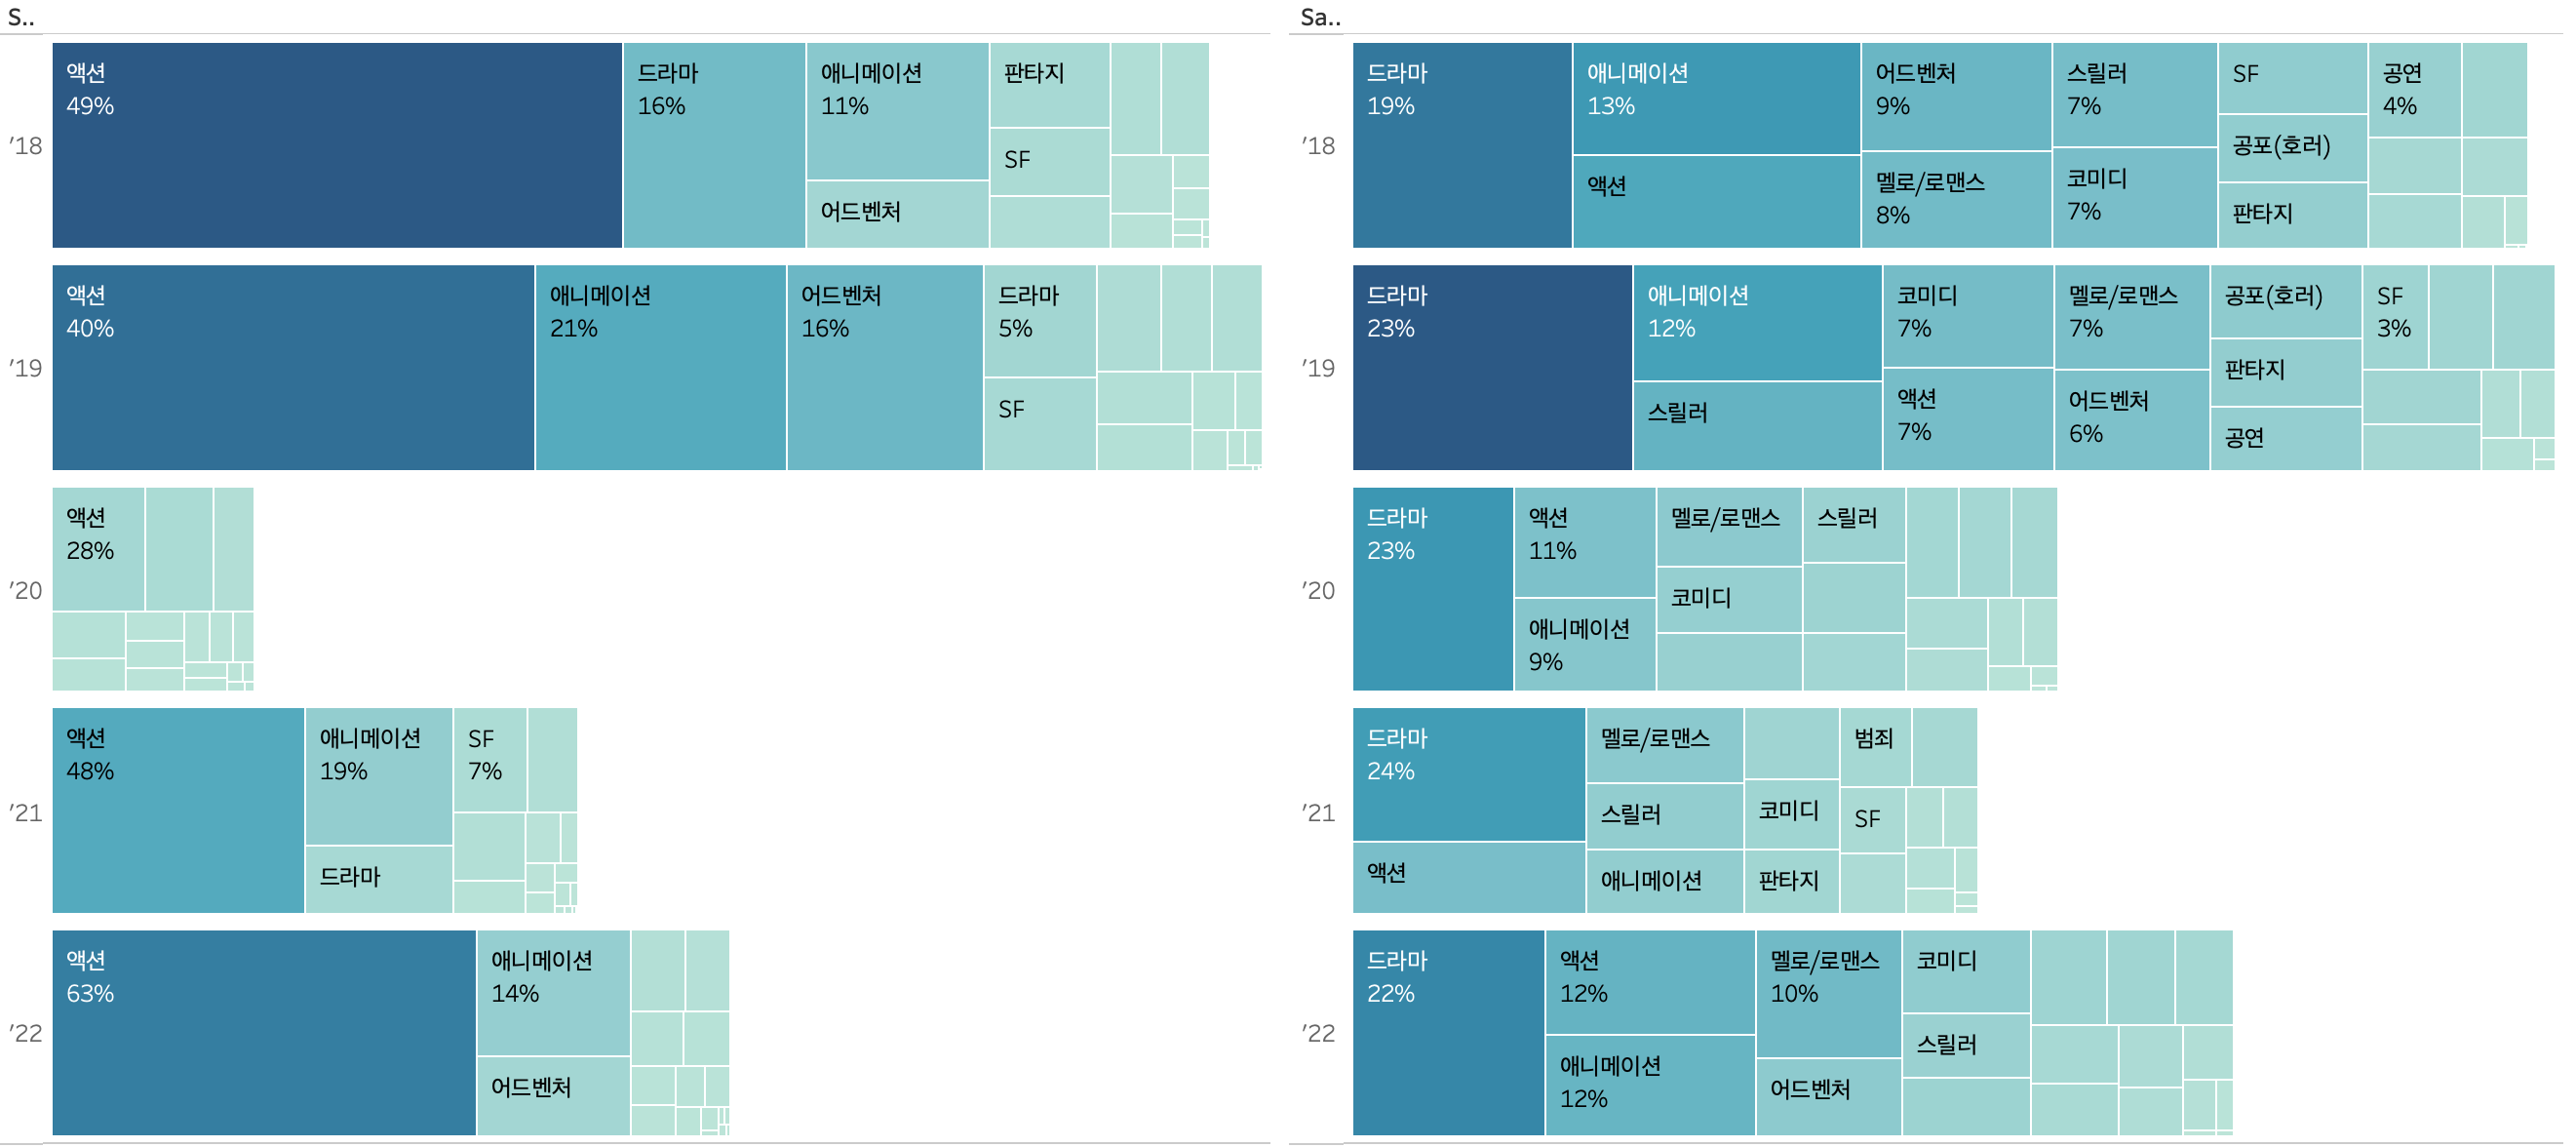 S..
’18
액션
49%
드라마
16%
애니메이션
11%
어드벤처
판타지
SF
’19
액션
40%
애니메이션
21%
어드벤처
16%
드라마
5%
SF
’20
액션
28%
’21
액션
48%
애니메이션
19%
드라마
SF
7%
’22
액션
63%
애니메이션
14%
어드벤처
Sa..
’18
드라마
19%
애니메이션
13%
액션
어드벤처
9%
멜로/로맨스
8%
스릴러
7%
코미디
7%
SF
공포(호러)
판타지
공연
4%
’19
드라마
23%
애니메이션
12%
스릴러
코미디
7%
액션
7%
멜로/로맨스
7%
어드벤처
6%
공포(호러)
판타지
공연
SF
3%
’20
드라마
23%
액션
11%
애니메이션
9%
멜로/로맨스
코미디
스릴러
’21
드라마
24%
액션
멜로/로맨스
스릴러
애니메이션
코미디
판타지
범죄
SF
’22
드라마
22%
액션
12%
애니메이션
12%
멜로/로맨스
10%
어드벤처
코미디
스릴러